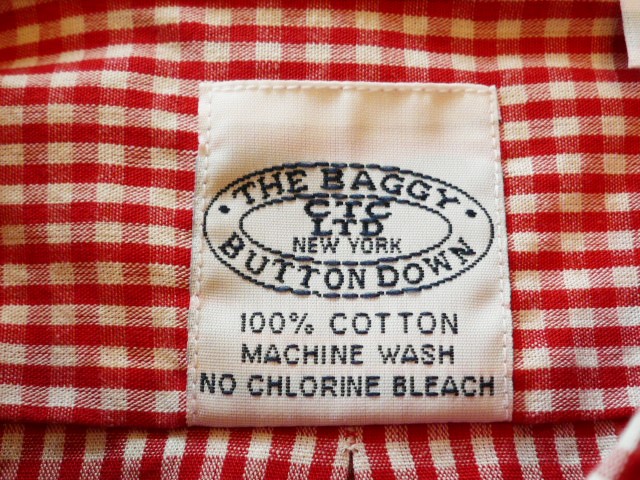 THE BAGGY
CTC
LTD
NEW YORK
BUTTON DOWN
100% COTTON
MACHINE WASH
NO CHLORINE BLEACH